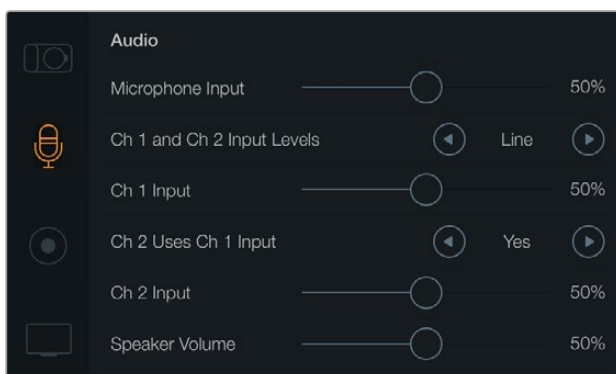 Audio
Microphone Input 50%
Ch 1 and Ch 2 Input Levels Line
Ch 1 Input 50%
Ch 2 Uses Ch 1 Input Yes
Ch 2 Input 50%
Speaker Volume 50%